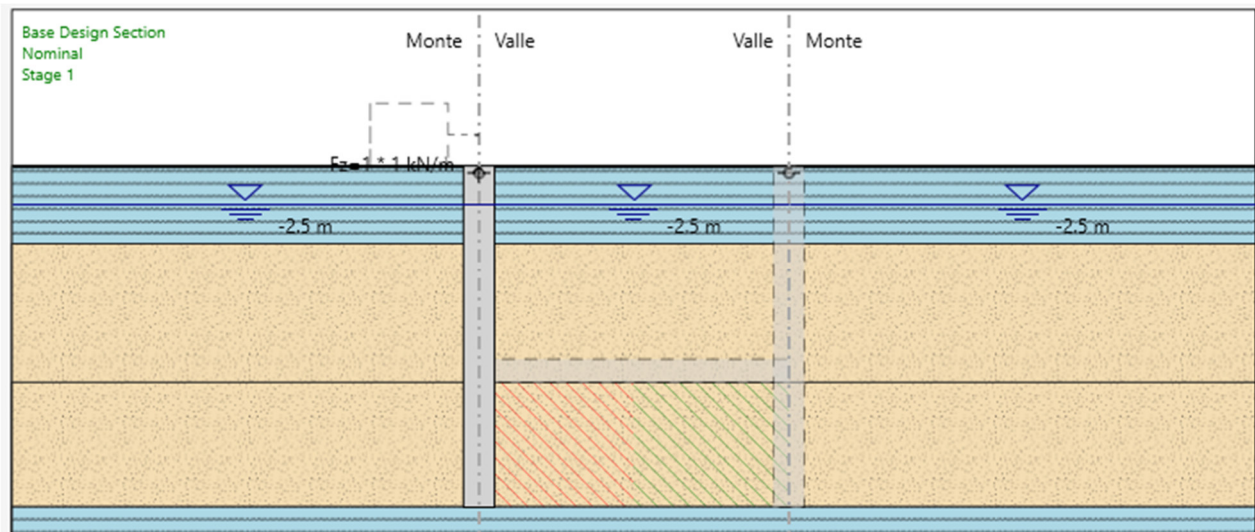 Base Design Section
Nominal
Stage 1
Monte Valle Valle Monte
Fz=1 * 1 kN/m
-2.5 m -2.5 m -2.5 m